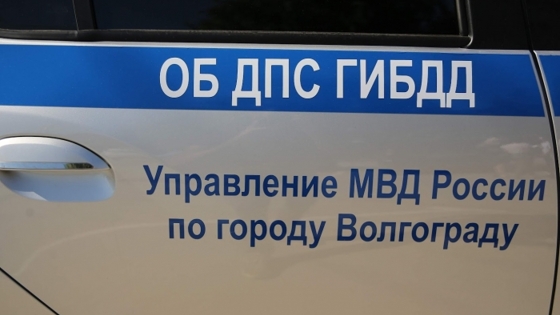 ОБ ДПС ГИБДД
Управление МВД России
по городу Волгограду